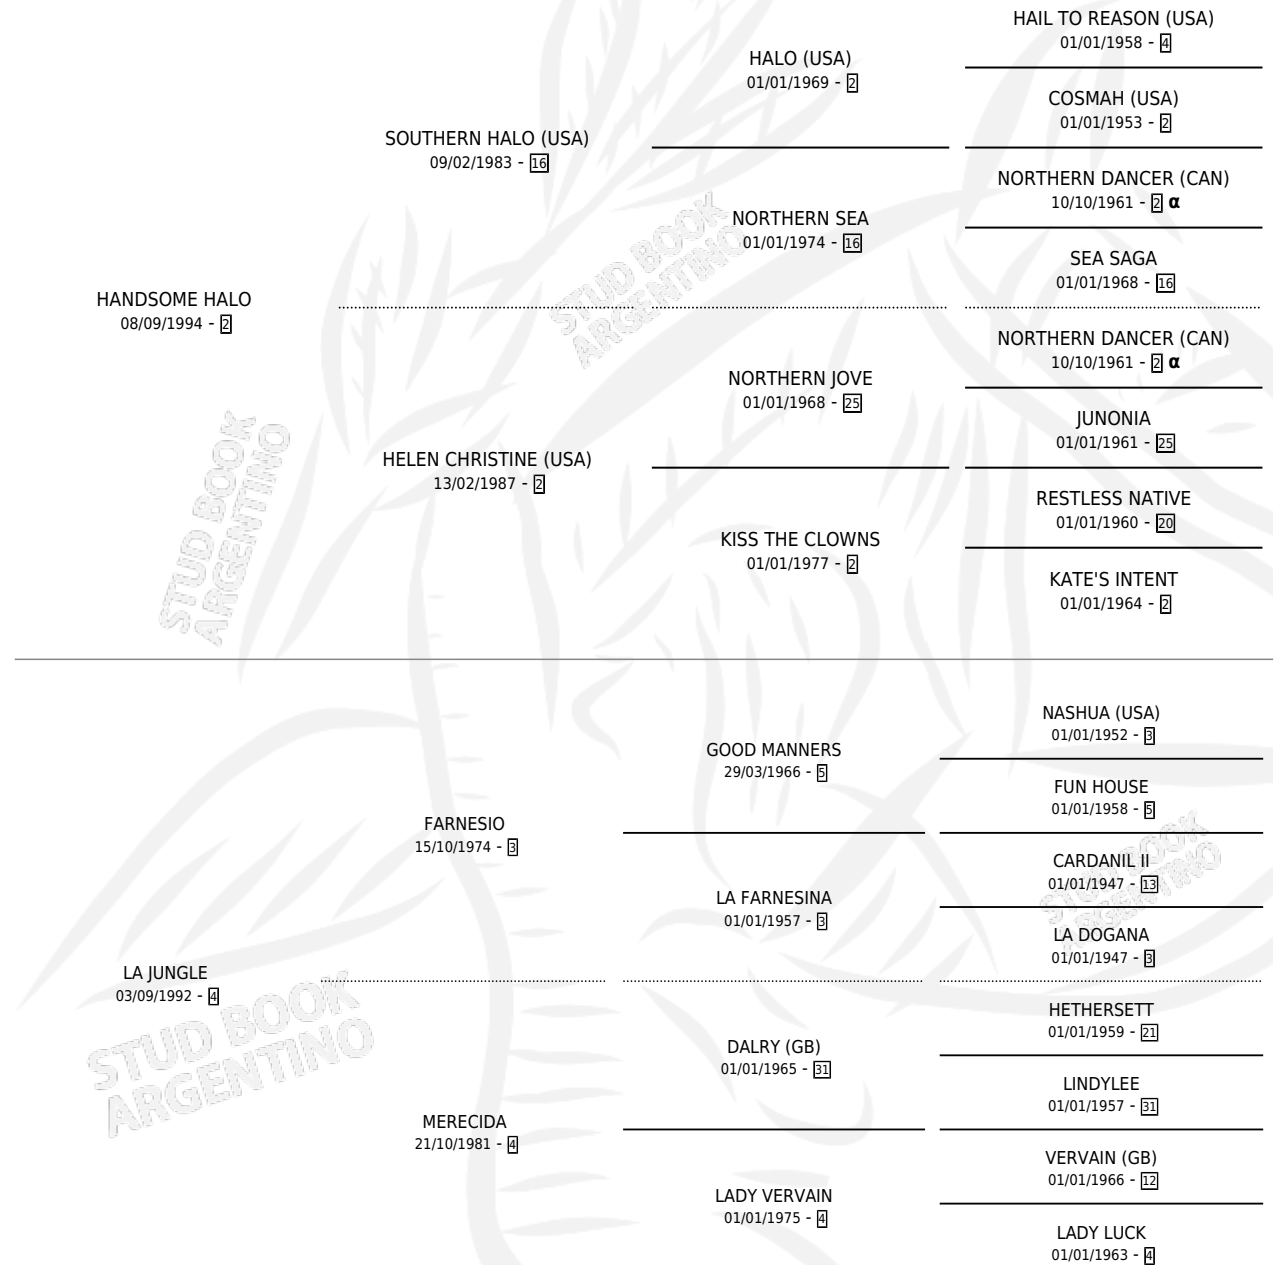 HAIL TO REASON (USA)
01/01/1958 - 4
HALO (USA)
01/01/1969 - 2
COSMAH (USA)
01/01/1953 - 2
SOUTHERN HALO (USA)
09/02/1983 - 16
NORTHERN DANCER (CAN)
10/10/1961 - 2 α
NORTHERN SEA
01/01/1974 - 16
SEA SAGA
01/01/1968 - 16
HANDSOME HALO
08/09/1994 - 2
NORTHERN DANCER (CAN)
10/10/1961 - 2 α
NORTHERN JOVE
01/01/1968 - 25
JUNONIA
01/01/1961 - 25
HELEN CHRISTINE (USA)
13/02/1987 - 2
RESTLESS NATIVE
01/01/1960 - 20
KISS THE CLOWNS
01/01/1977 - 2
KATE'S INTENT
01/01/1964 - 2
NASHUA (USA)
01/01/1952 - 3
GOOD MANNERS
29/03/1966 - 5
FUN HOUSE
01/01/1958 - 5
FARNESIO
15/10/1974 - 3
CARDANIL II
01/01/1947 - 13
LA FARNESINA
01/01/1957 - 3
LA DOGANA
01/01/1947 - 3
LA JUNGLE
03/09/1992 - 4
HETHERSETT
01/01/1959 - 21
DALRY (GB)
01/01/1965 - 31
LINDYLEE
01/01/1957 - 31
MERECIDA
21/10/1981 - 4
VERVAIN (GB)
01/01/1966 - 12
LADY VERVAIN
01/01/1975 - 4
LADY LUCK
01/01/1963 - 4
STUD BOOK
ARGENTINO
STUD BOOK
ARGENTINO
STUD BOOK
ARGENTINO
STUD BOOK
ARGENTINO